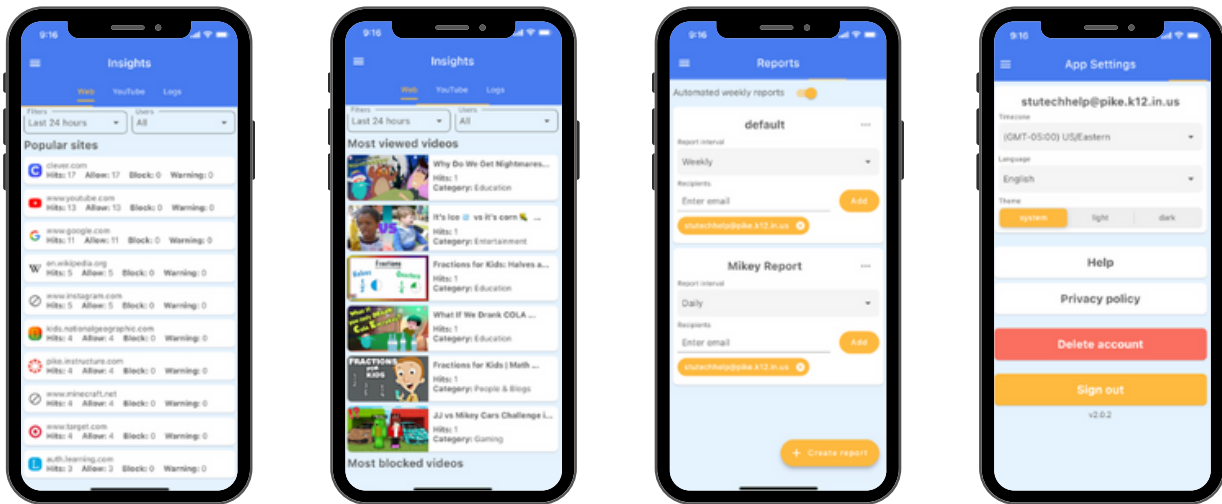 9:16
Insights
Web YouTube Logs
Filters Users
Last 24 hours All
Popular sites
clever.com
Hits: 17 Allow: 17 Block: 0 Warning: 0
www.youtube.com
Hits: 13 Allow: 13 Block: 0 Warning: 0
www.google.com
Hits: 11 Allow: 11 Block: 0 Warning: 0
en.wikipedia.org
Hits: 5 Allow: 5 Block: 0 Warning: 0
www.instagram.com
Hits: 5 Allow: 5 Block: 0 Warning: 0
kids.nationalgeographic.com
Hits: 4 Allow: 4 Block: 0 Warning: 0
pike.instructure.com
Hits: 4 Allow: 4 Block: 0 Warning: 0
www.minecraft.net
Hits: 4 Allow: 4 Block: 0 Warning: 0
www.target.com
Hits: 4 Allow: 4 Block: 0 Warning: 0
auth.learning.com
Hits: 3 Allow: 3 Block: 0 Warning: 0
9:16
Insights
Web YouTube Logs
Filters Users
Last 24 hours All
Most viewed videos
Why Do We Get Nightmares...
Hits: 1
Category: Education
VS
It's Ice vs it's corn ...
Hits: 1
Category: Entertainment
Fractions
Halves
Fractions for Kids: Halves a...
Hits: 1
Category: Education
What If We Drank COLA ...
Hits: 1
Category: Education
FRACTIONS
FOR
KIDS
Fractions for Kids | Math ...
Hits: 1
Category: People & Blogs
JJ vs Mikey Cars Challenge i...
Hits: 1
Category: Gaming
Most blocked videos
9:16
Reports
Automated weekly reports
default
Report interval
Weekly
Recipients
Enter email Add
stutechhelp@pike.k12.in.us
Mikey Report
Report interval
Daily
Recipients
Enter email Add
stutechhelp@pike.k12.in.us
+ Create report
9:16
App Settings
stutechhelp@pike.k12.in.us
Timezone
(GMT-05:00) US/Eastern
Language
English
Theme
system light dark
Help
Privacy policy
Delete account
Sign out
v2.0.2